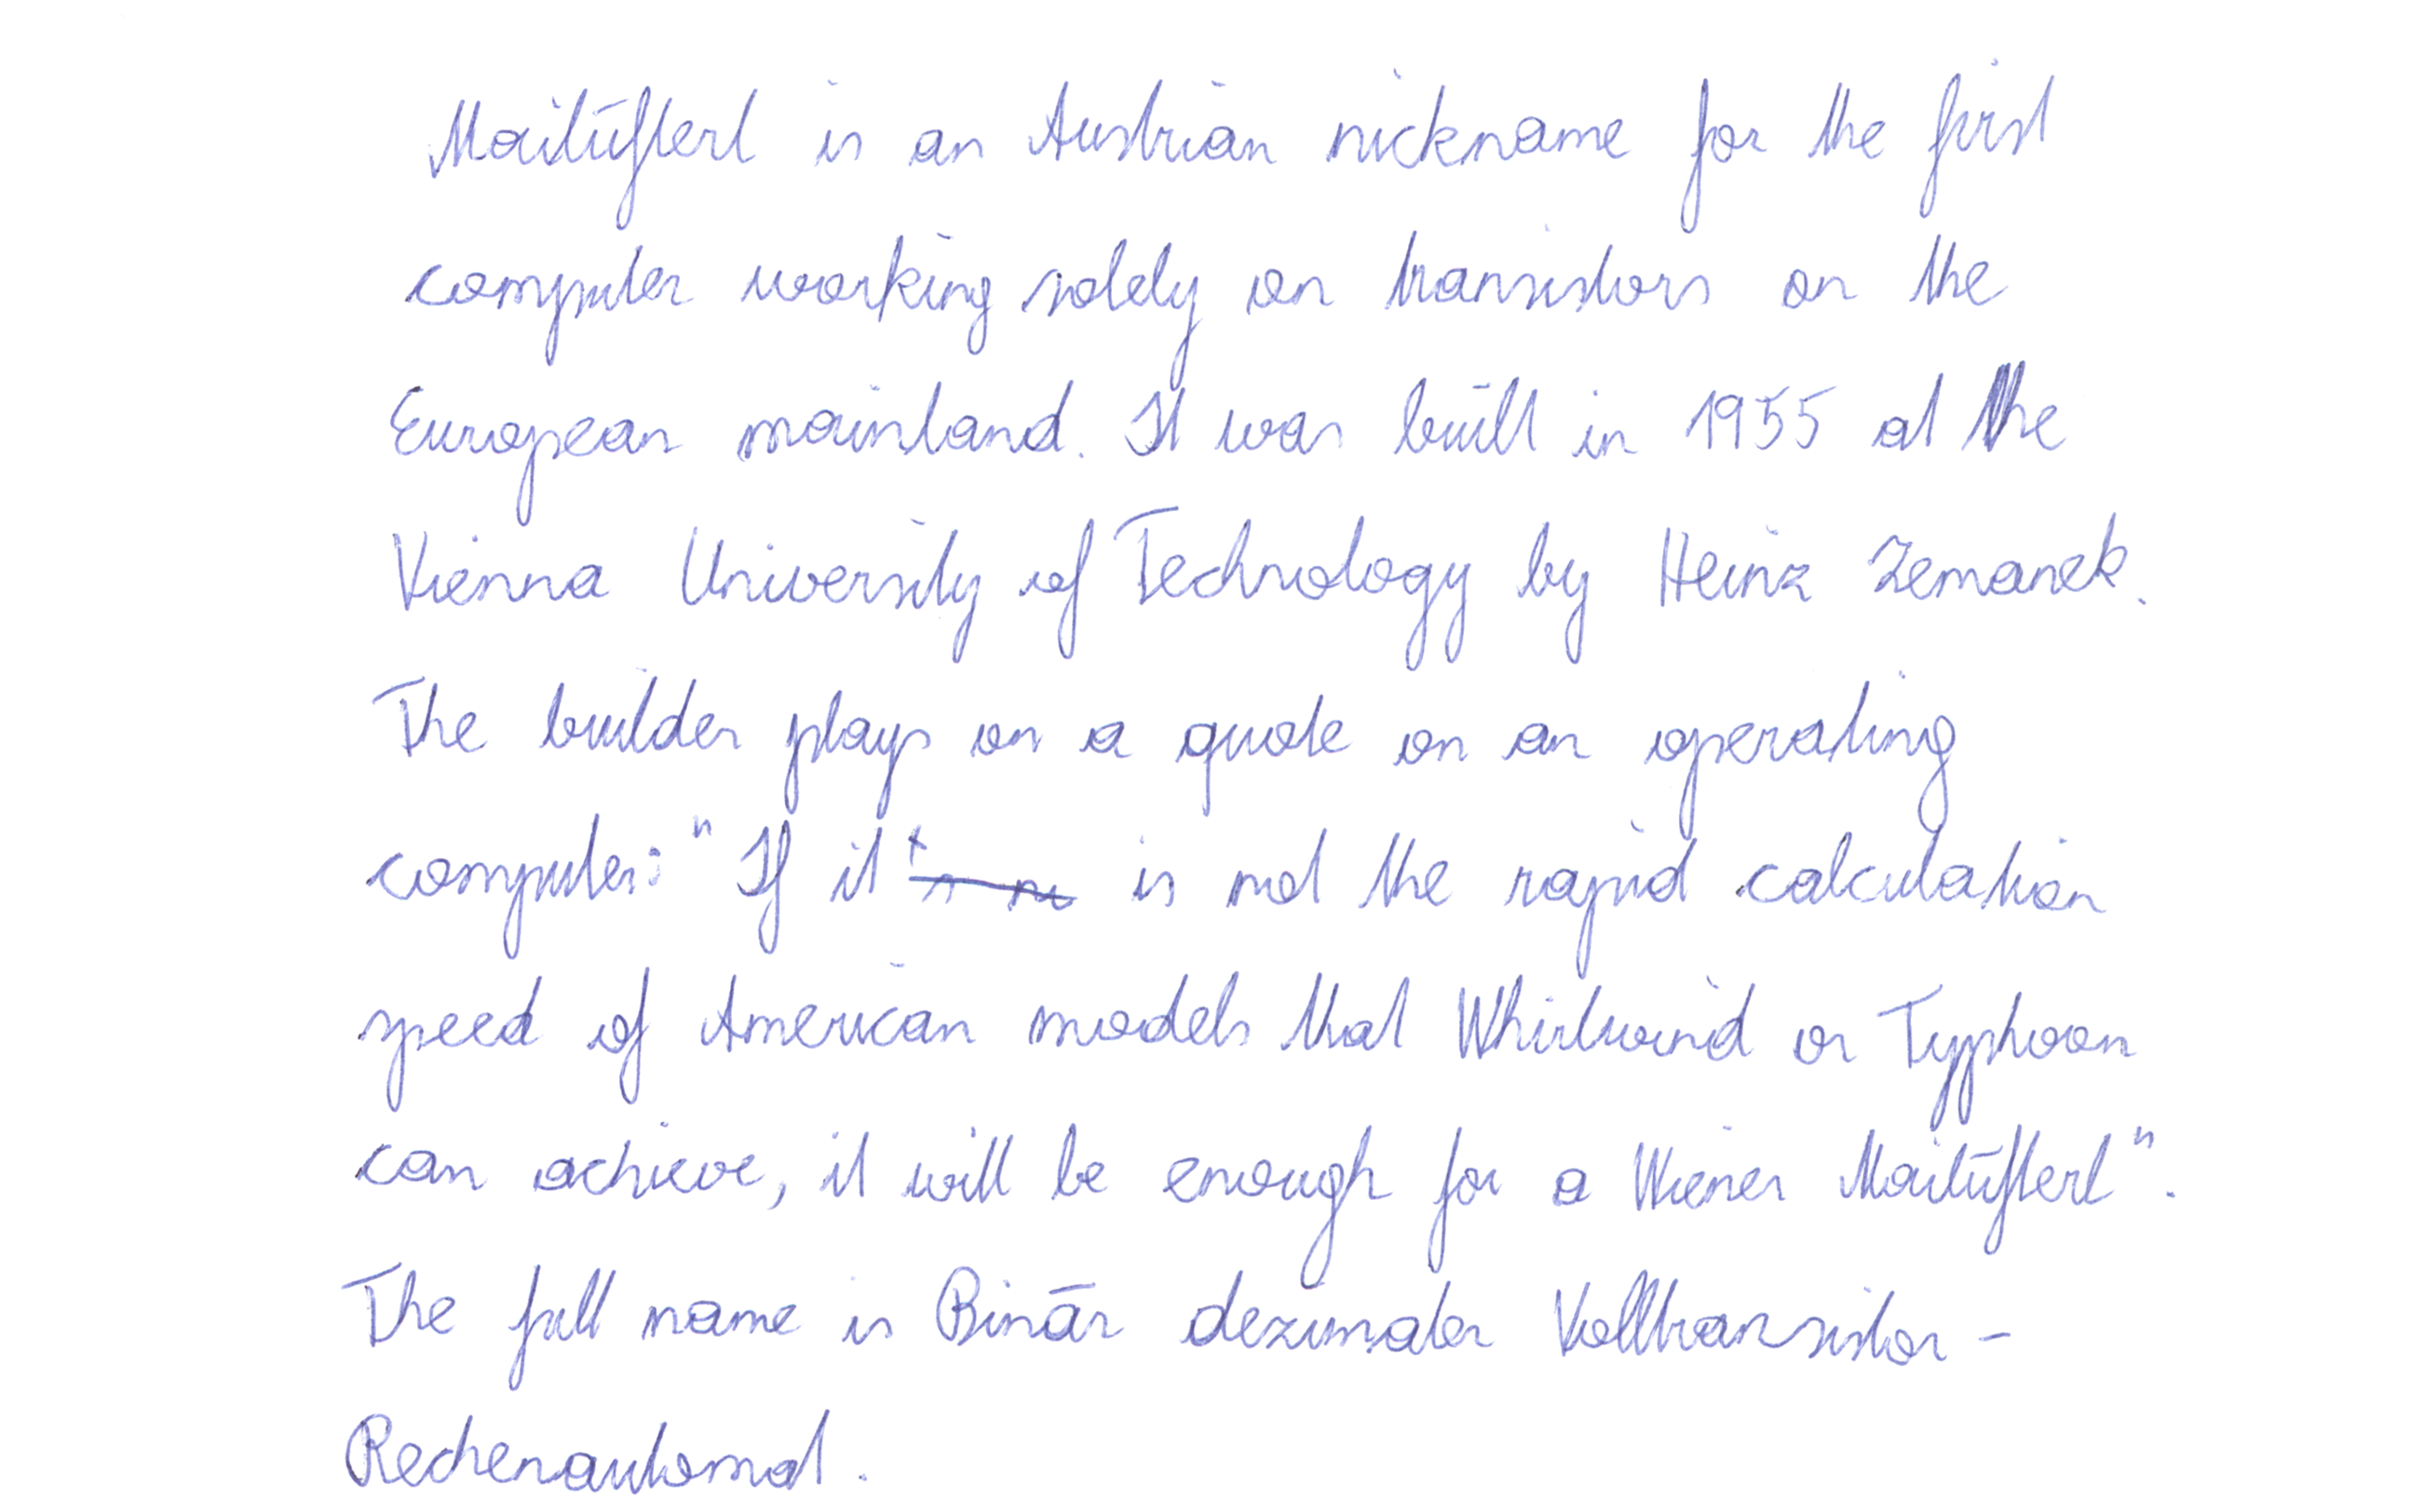 Maitüfterl is an Austrian nickname for the first
computer working solely on transistors on the
European mainland. It was built in 1955 at the
Vienna University of Technology by Heinz Zemanek.
The builder plays on a quote on an operating
computer: "If it is not the rapid calculation
speed of American models that Whirlwind or Typhoon
can achieve, it will be enough for a Wiener Maitüfterl".
The full name is Binär dezimaler Volltransistor-
Rechenautomat.